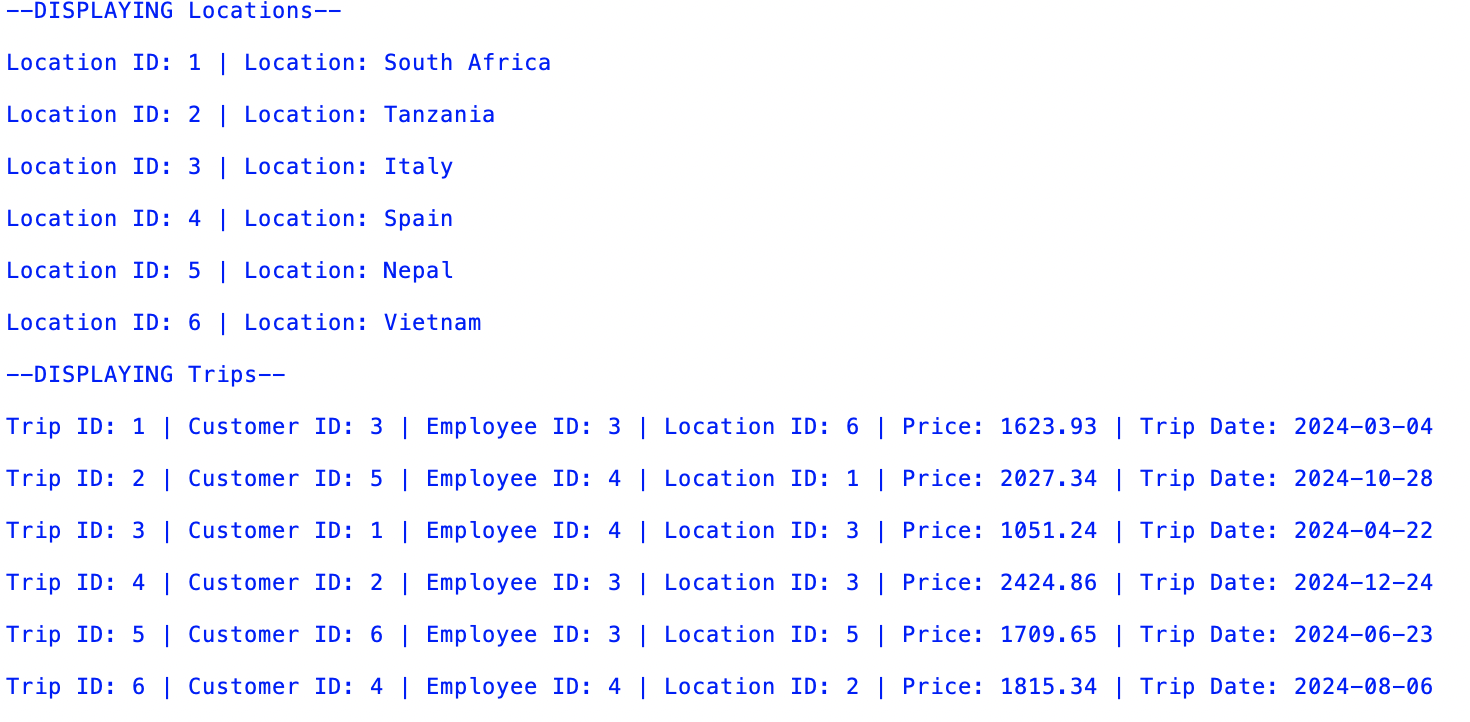 --DISPLAYING Locations--
Location ID: 1 | Location: South Africa
Location ID: 2 | Location: Tanzania
Location ID: 3 | Location: Italy
Location ID: 4 | Location: Spain
Location ID: 5 | Location: Nepal
Location ID: 6 | Location: Vietnam
--DISPLAYING Trips--
Trip ID: 1 | Customer ID: 3 | Employee ID: 3 | Location ID: 6 | Price: 1623.93 | Trip Date: 2024-03-04
Trip ID: 2 | Customer ID: 5 | Employee ID: 4 | Location ID: 1 | Price: 2027.34 | Trip Date: 2024-10-28
Trip ID: 3 | Customer ID: 1 | Employee ID: 4 | Location ID: 3 | Price: 1051.24 | Trip Date: 2024-04-22
Trip ID: 4 | Customer ID: 2 | Employee ID: 3 | Location ID: 3 | Price: 2424.86 | Trip Date: 2024-12-24
Trip ID: 5 | Customer ID: 6 | Employee ID: 3 | Location ID: 5 | Price: 1709.65 | Trip Date: 2024-06-23
Trip ID: 6 | Customer ID: 4 | Employee ID: 4 | Location ID: 2 | Price: 1815.34 | Trip Date: 2024-08-06